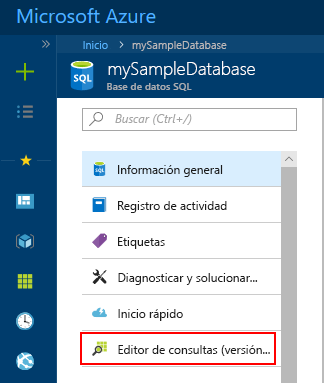 Microsoft Azure
»
Inicio > mySampleDatabase
SQL
mySampleDatabase
Base de datos SQL
Buscar (Ctrl+/)
SQL
Información general
Registro de actividad
Etiquetas
Diagnosticar y solucionar...
Inicio rápido
Editor de consultas (versión...